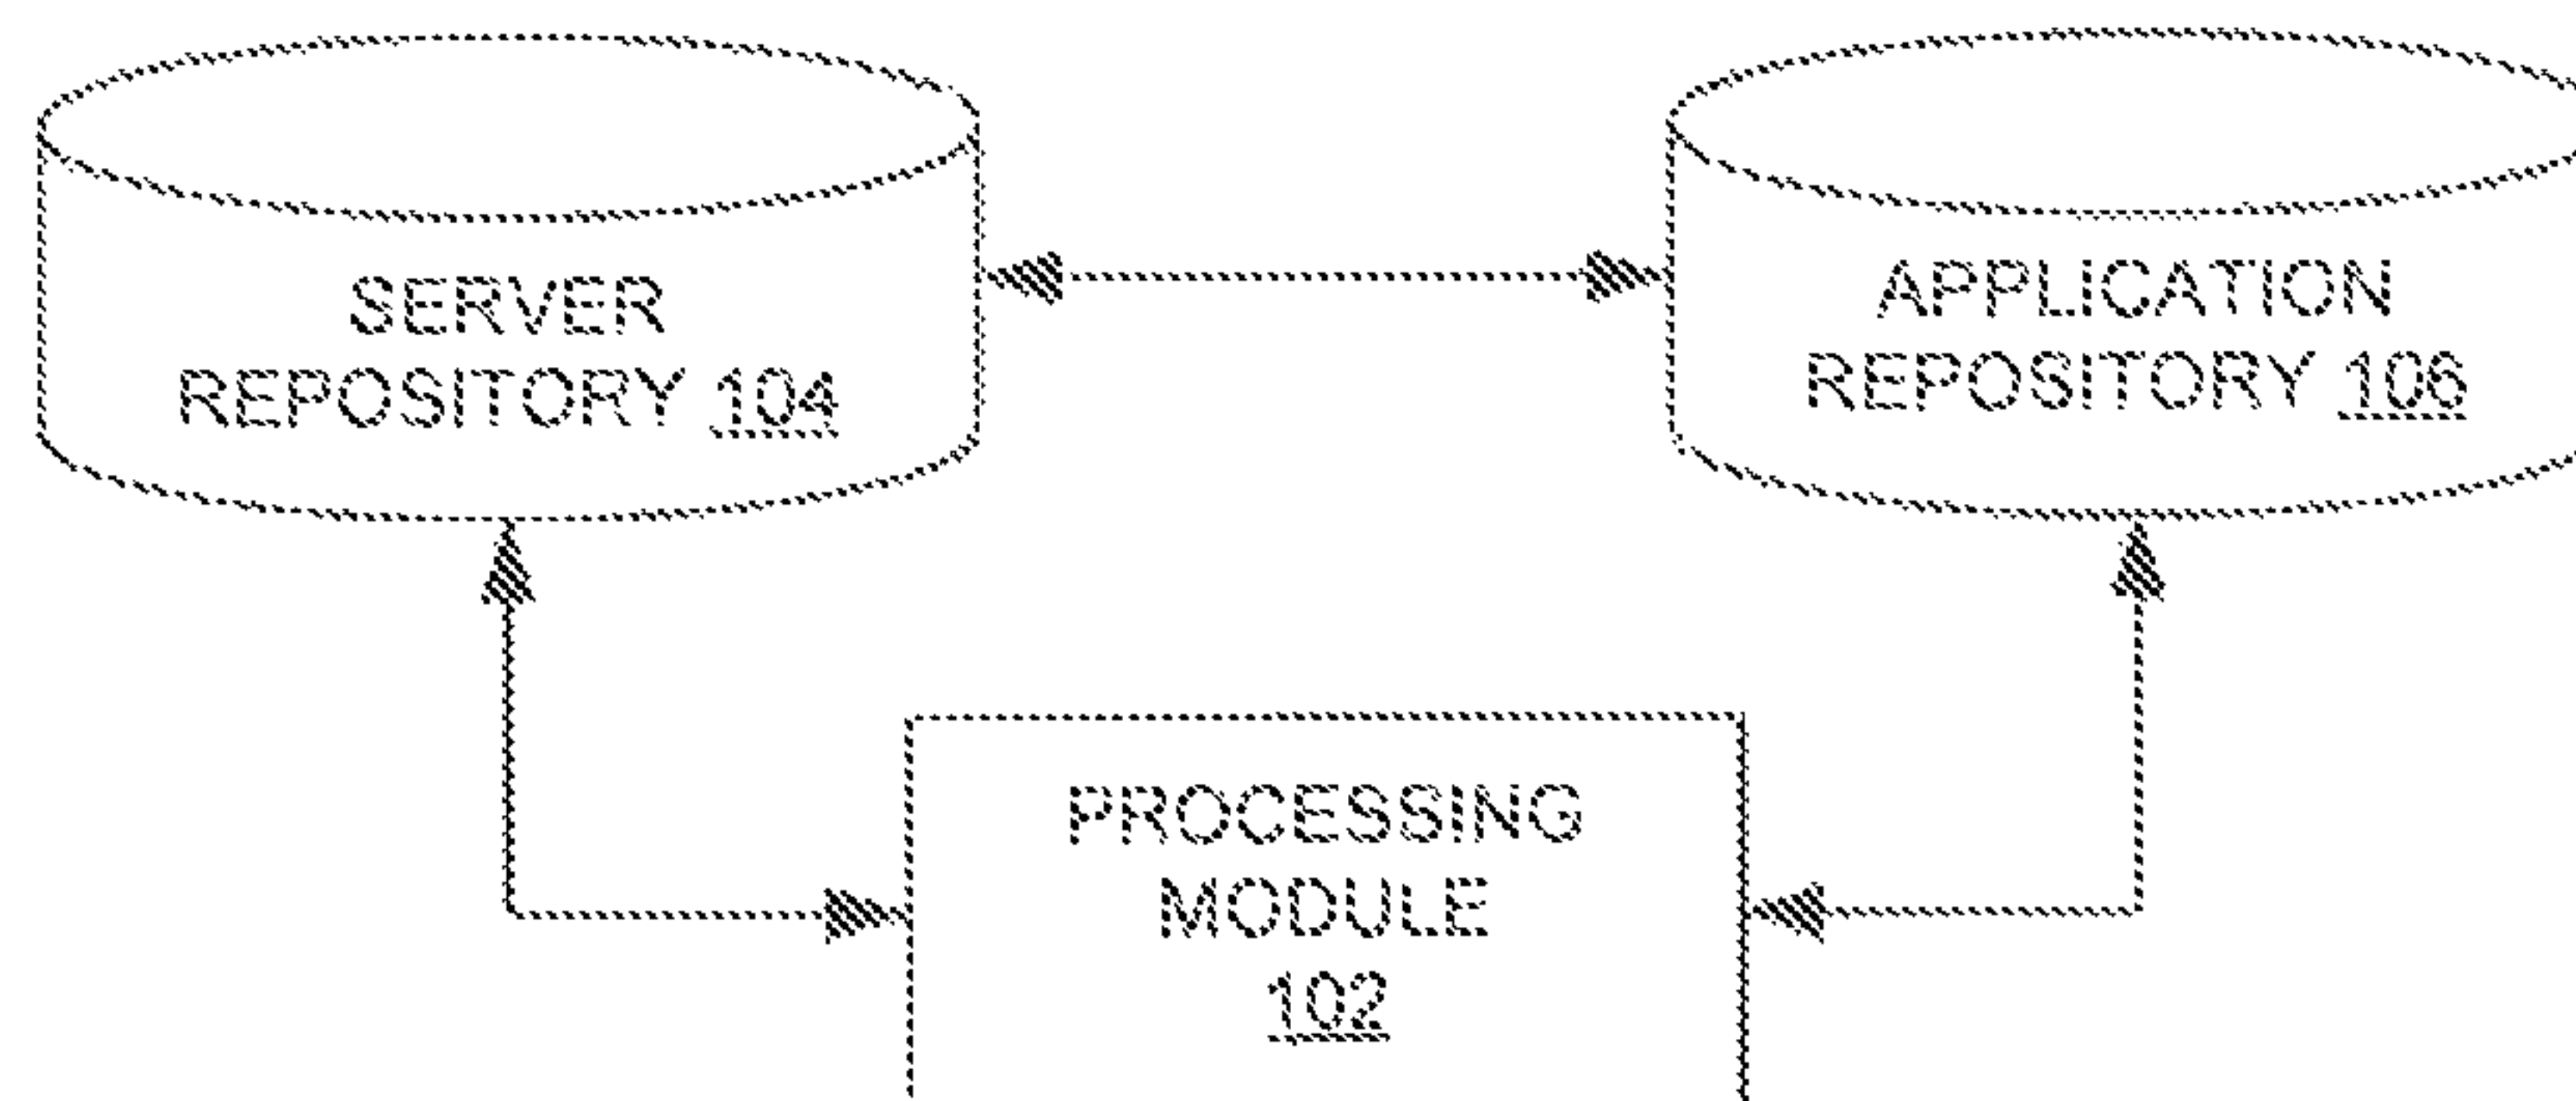 SERVER
REPOSITORY 104
APPLICATION
REPOSITORY 106
PROCESSING
MODULE
102